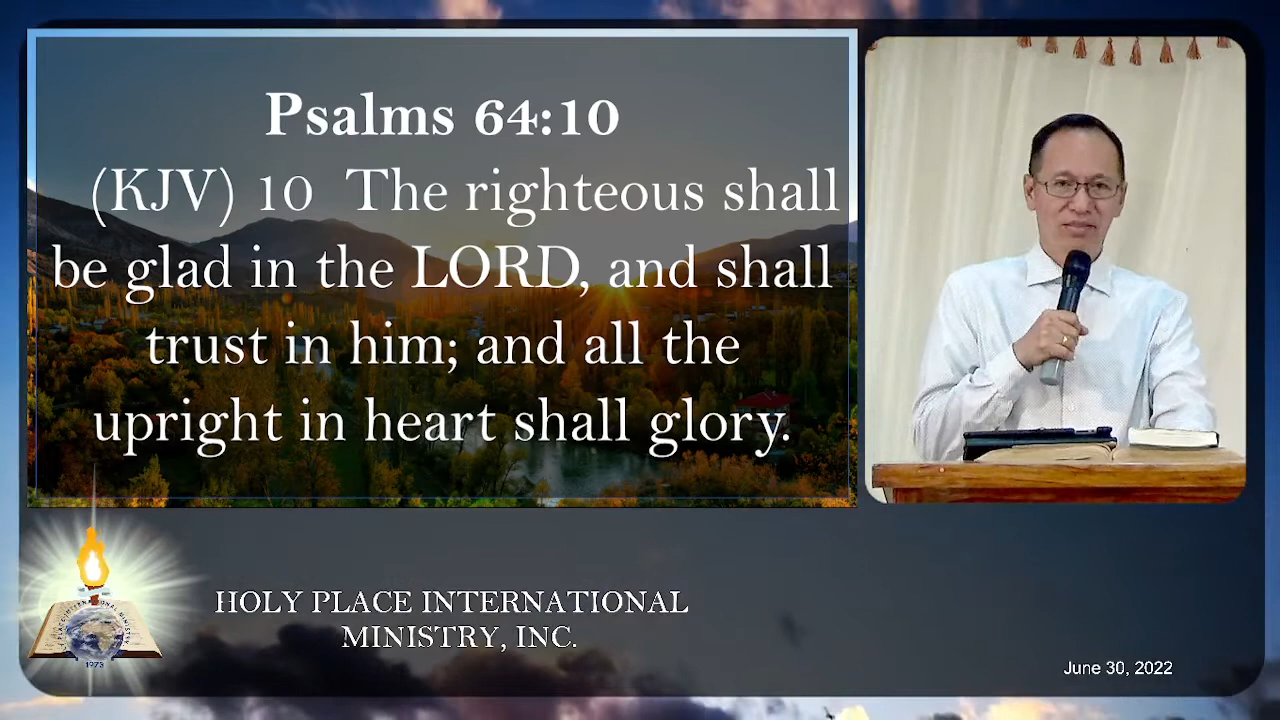 Psalms 64:10
(KJV) 10 The righteous shall
be glad in the LORD, and shall
trust in him; and all the
upright in heart shall glory.
HOLY PLACE INTERNATIONAL
MINISTRY, INC.
1973
June 30, 2022